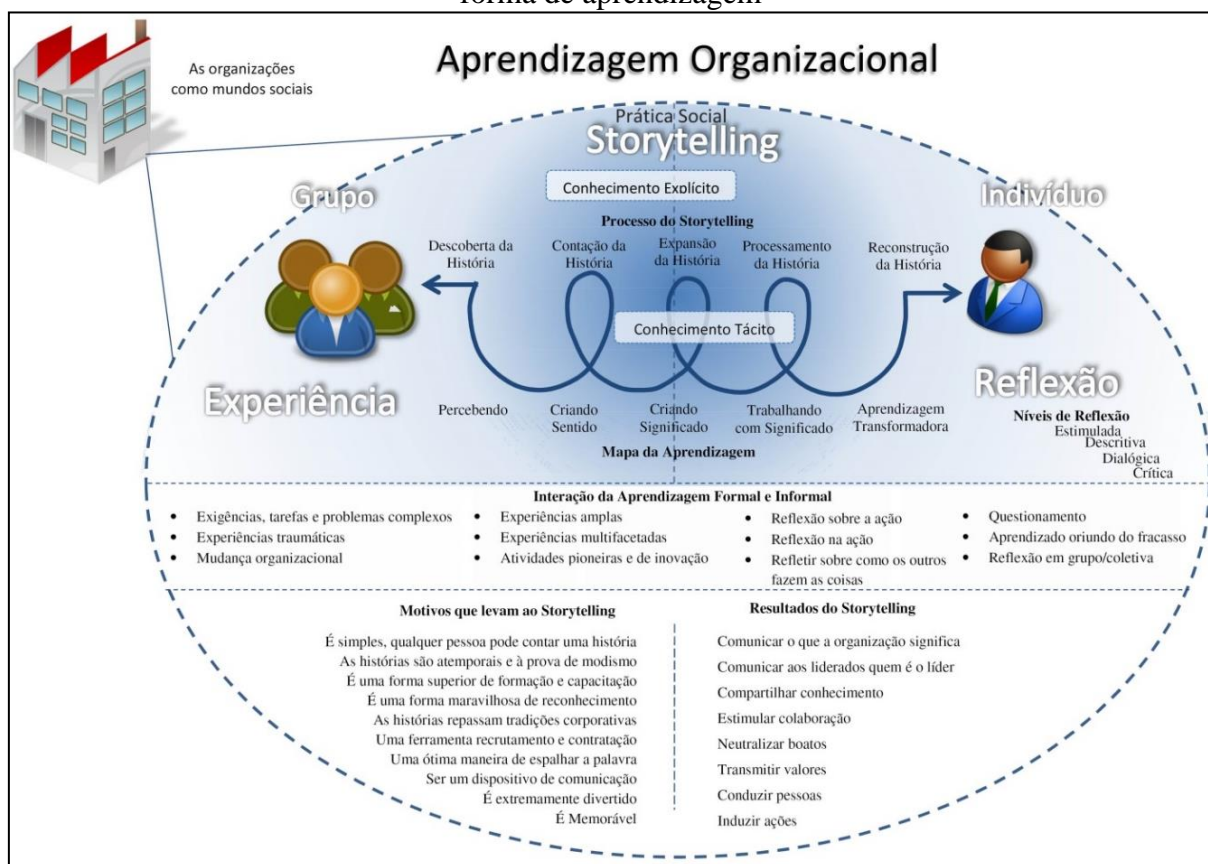 forma de aprendizagem
As organizações
como mundos sociais
Aprendizagem Organizacional
Prática Social
Storytelling
Conhecimento Explícito
Grupo
Indivíduo
Processo do Storytelling
Descoberta da
História
Contação da
História
Expansão
da História
Processamento
da História
Reconstrução
da História
Conhecimento Tácito
Experiência
Reflexão
Percebendo
Criando
Sentido
Criando
Significado
Trabalhando
com Significado
Aprendizagem
Transformadora
Mapa da Aprendizagem
Níveis de Reflexão
Estimulada
Descritiva
Dialógica
Crítica
Interação da Aprendizagem Formal e Informal
• Exigências, tarefas e problemas complexos
• Experiências traumáticas
• Mudança organizacional
• Experiências amplas
• Experiências multifacetadas
• Atividades pioneiras e de inovação
• Reflexão sobre a ação
• Reflexão na ação
• Refletir sobre como os outros
fazem as coisas
• Questionamento
• Aprendizado oriundo do fracasso
• Reflexão em grupo/coletiva
Motivos que levam ao Storytelling
É simples, qualquer pessoa pode contar uma história
As histórias são atemporais e à prova de modismo
É uma forma superior de formação e capacitação
É uma forma maravilhosa de reconhecimento
As histórias repassam tradições corporativas
Uma ferramenta recrutamento e contratação
Uma ótima maneira de espalhar a palavra
Ser um dispositivo de comunicação
É extremamente divertido
É Memorável
Resultados do Storytelling
Comunicar o que a organização significa
Comunicar aos liderados quem é o líder
Compartilhar conhecimento
Estimular colaboração
Neutralizar boatos
Transmitir valores
Conduzir pessoas
Induzir ações